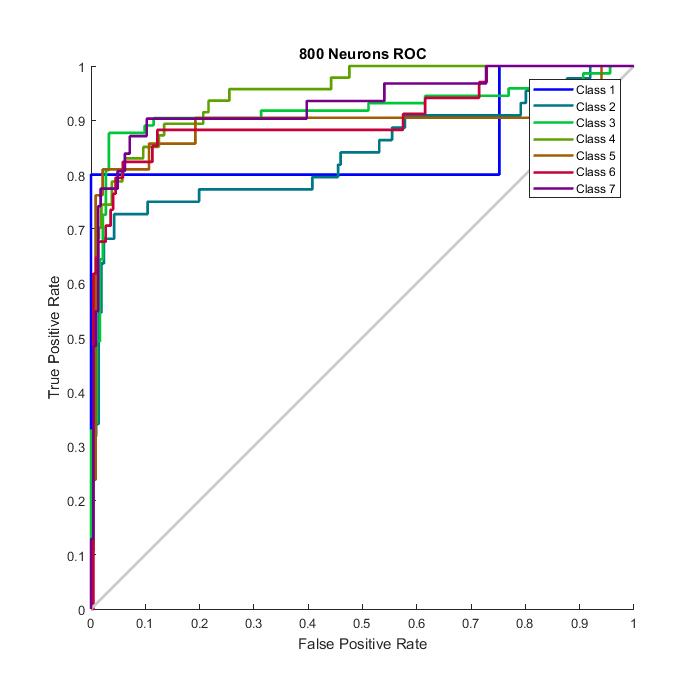 800 Neurons ROC
1
0.9
0.8
0.7
0.6
0.5
0.4
0.3
0.2
0.1
0
True Positive Rate
Class 1
Class 2
Class 3
Class 4
Class 5
Class 6
Class 7
0 0.1 0.2 0.3 0.4 0.5 0.6 0.7 0.8 0.9 1
False Positive Rate